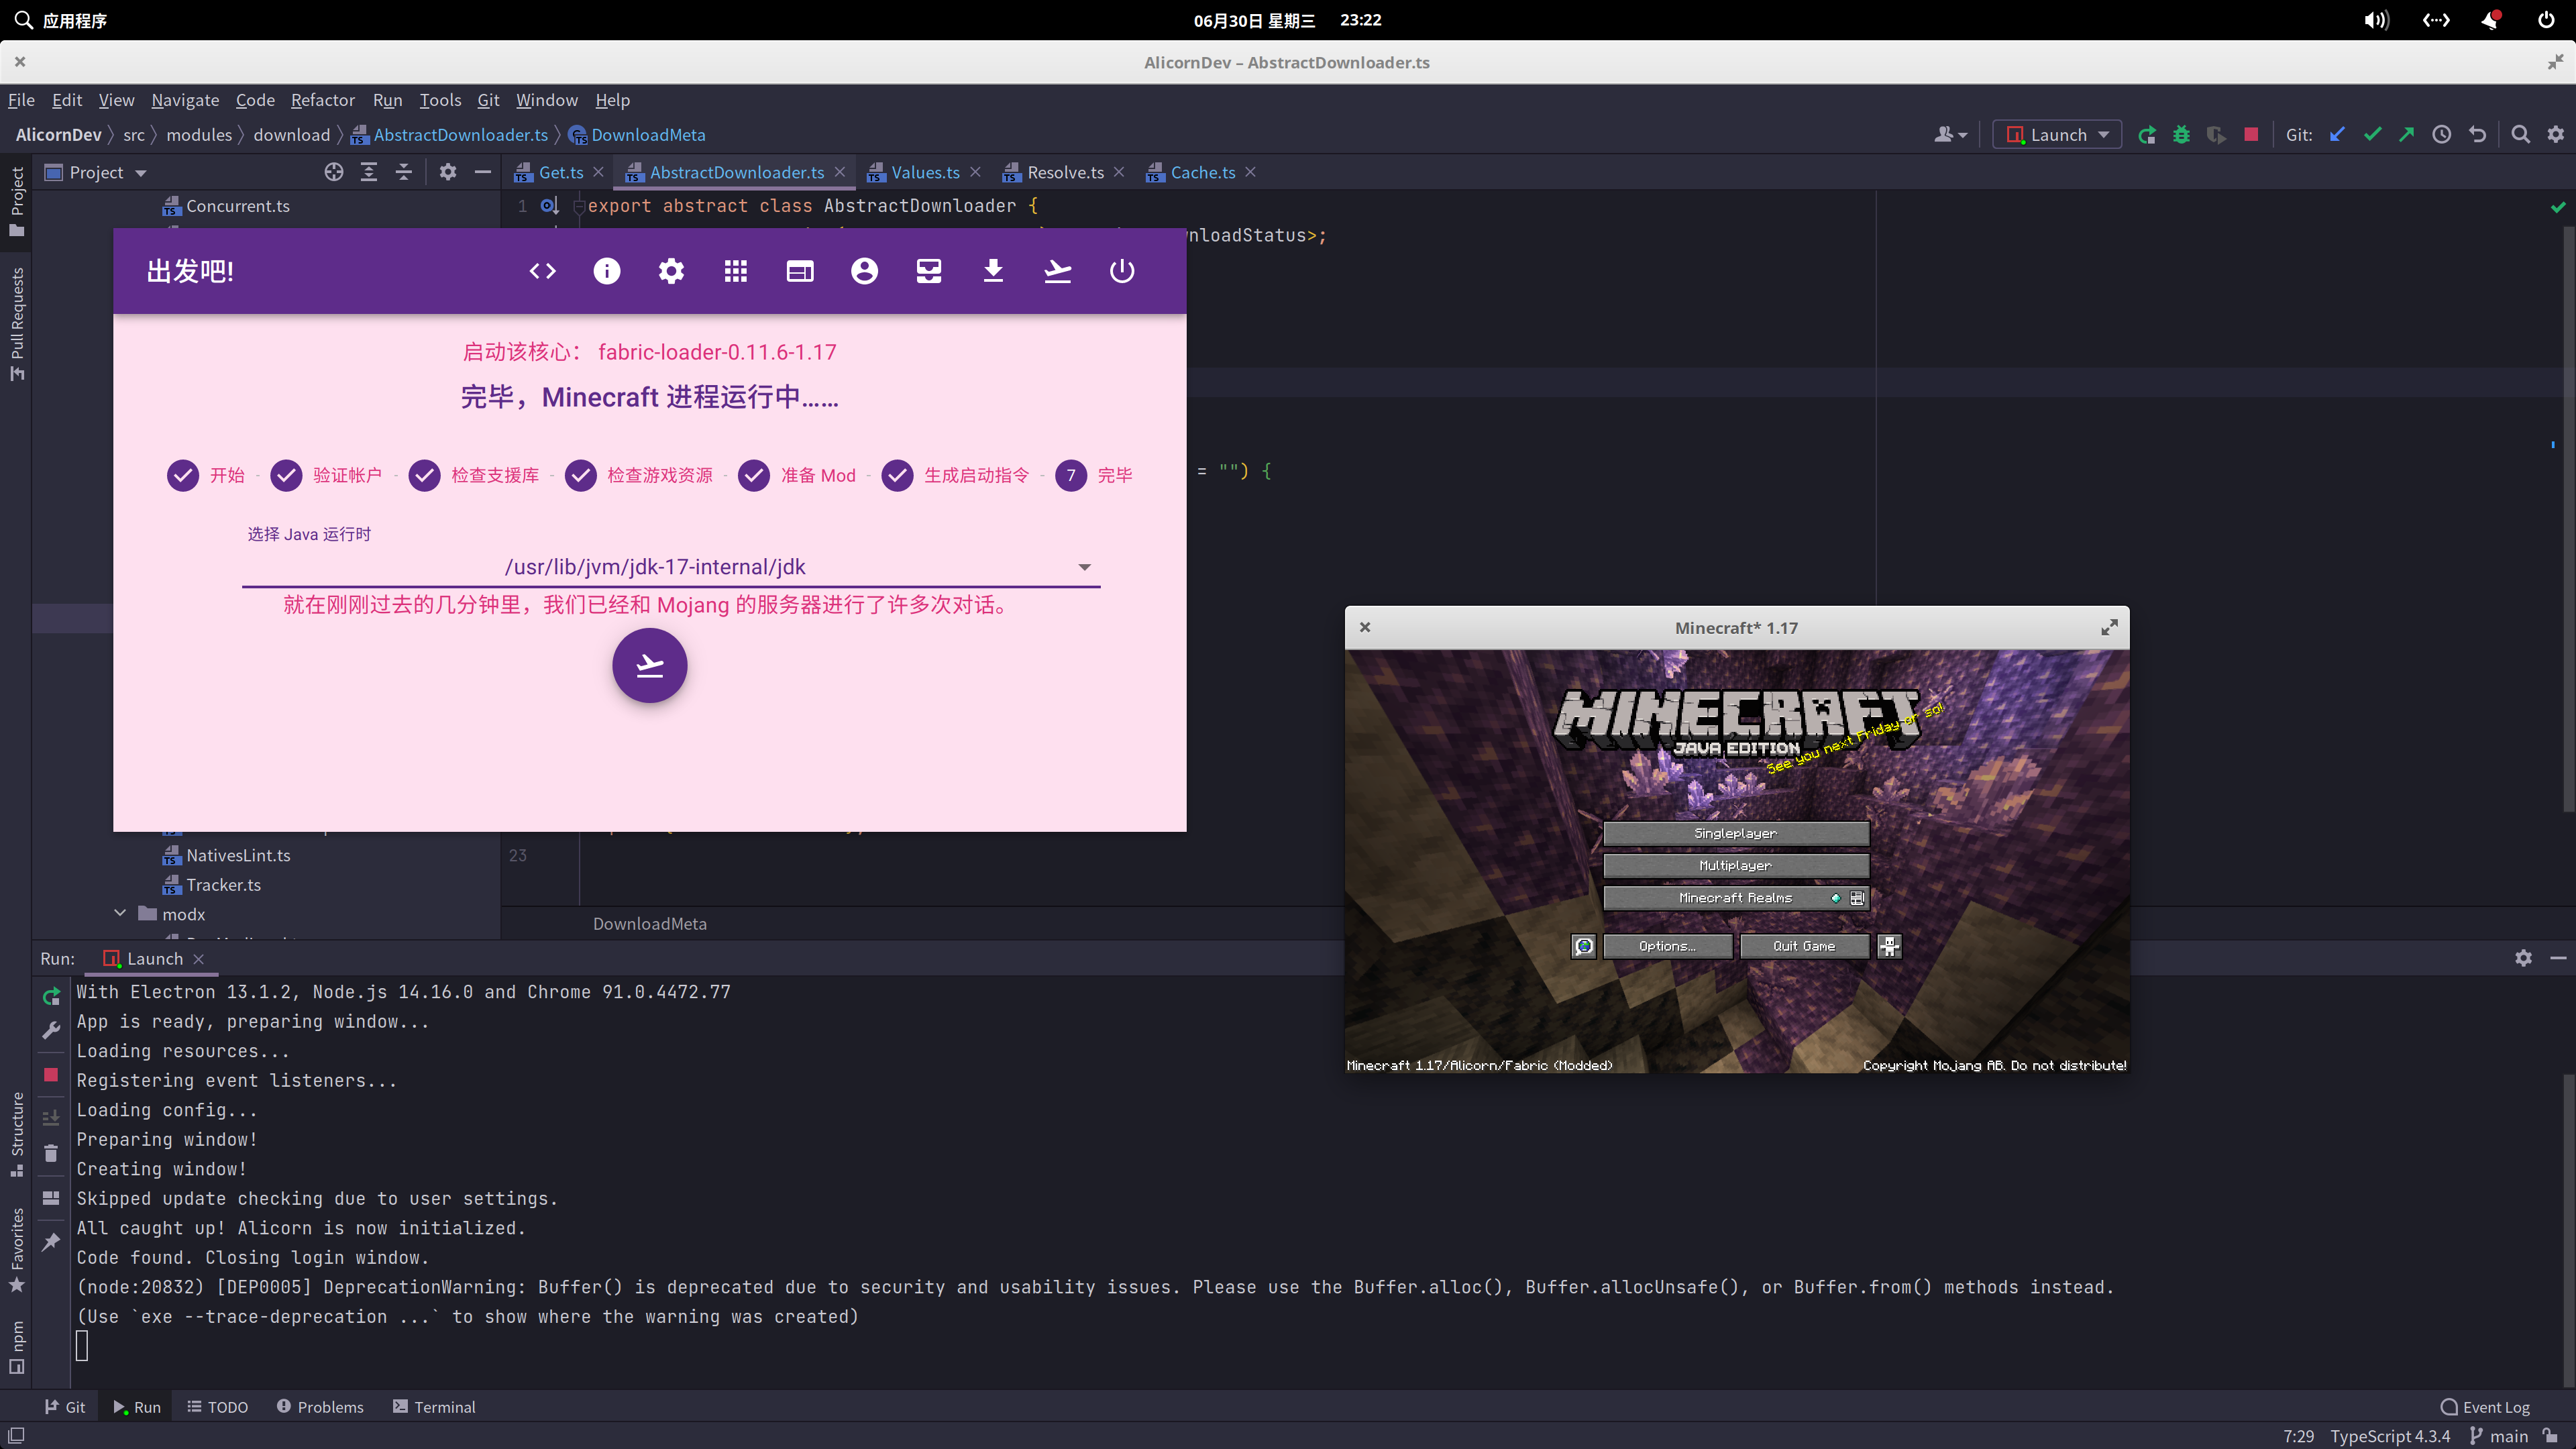 应用程序
06月30日 星期三 23:22
AlicornDev – AbstractDownloader.ts
File Edit View Navigate Code Refactor Run Tools Git Window Help
AlicornDev src modules download AbstractDownloader.ts DownloadMeta
Launch Git:
Project
Get.ts AbstractDownloader.ts Values.ts Resolve.ts Cache.ts
Project
Pull Requests
Concurrent.ts
1 export abstract class AbstractDownloader {
nloadStatus>;
= "") {
出发吧!
启动该核心： fabric-loader-0.11.6-1.17
完毕，Minecraft 进程运行中……
开始 - 验证帐户 - 检查支援库 - 检查游戏资源 - 准备 Mod - 生成启动指令 - 7 完毕
选择 Java 运行时
/usr/lib/jvm/jdk-17-internal/jdk
就在刚刚过去的几分钟里，我们已经和 Mojang 的服务器进行了许多次对话。
Minecraft* 1.17
MINECRAFT
JAVA EDITION
See you next Friday or so!
Singleplayer
Multiplayer
Minecraft Realms
Options... Quit Game
Minecraft 1.17/Alicorn/Fabric (Modded) Copyright Mojang AB. Do not distribute!
NativesLint.ts
Tracker.ts
modx
23
DownloadMeta
Run: Launch
With Electron 13.1.2, Node.js 14.16.0 and Chrome 91.0.4472.77
App is ready, preparing window...
Loading resources...
Registering event listeners...
Loading config...
Preparing window!
Creating window!
Skipped update checking due to user settings.
All caught up! Alicorn is now initialized.
Code found. Closing login window.
(node:20832) [DEP0005] DeprecationWarning: Buffer() is deprecated due to security and usability issues. Please use the Buffer.alloc(), Buffer.allocUnsafe(), or Buffer.from() methods instead.
(Use `exe --trace-deprecation ...` to show where the warning was created)
Structure
Favorites
npm
Git Run TODO Problems Terminal Event Log
7:29 TypeScript 4.3.4 main